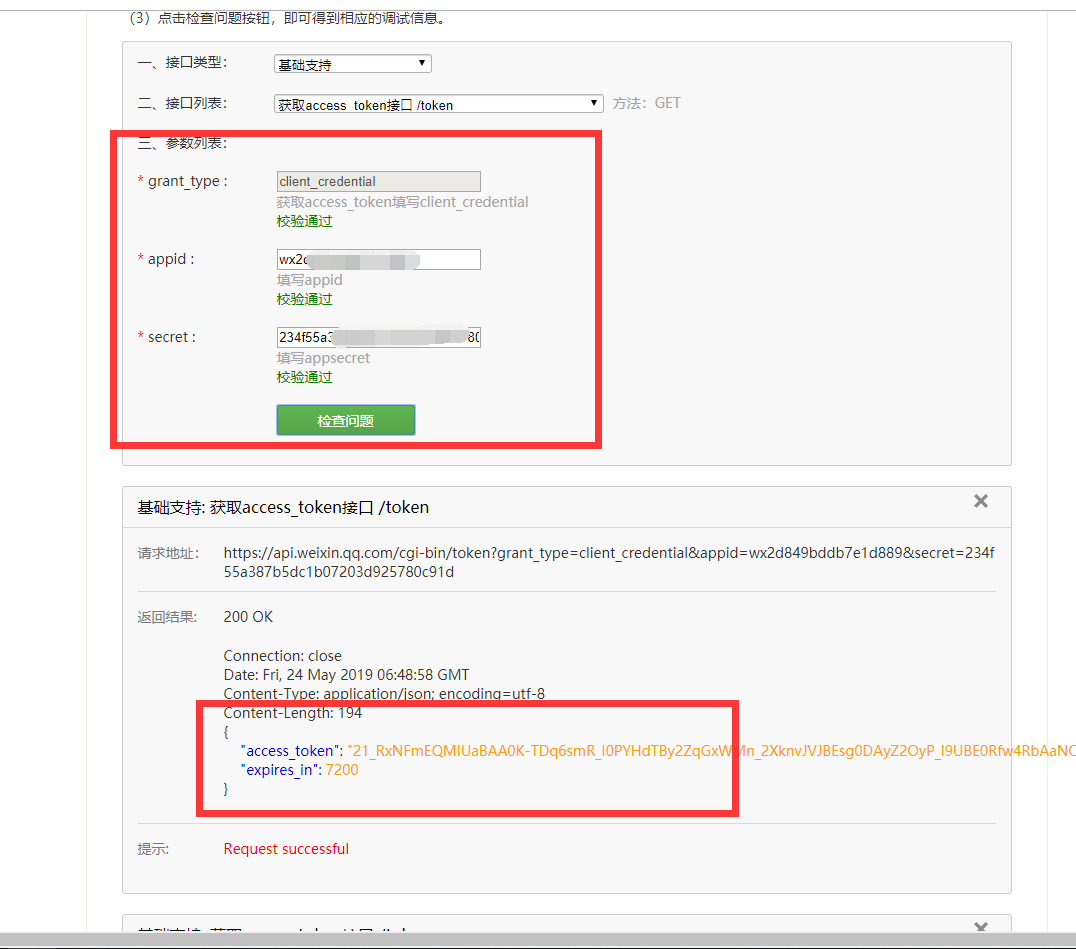 （3）点击检查问题按钮，即可得到相应的调试信息。
一、接口类型：
基础支持
二、接口列表：
获取access_token接口 /token
方法：GET
三、参数列表：
* grant_type :
client_credential
获取access_token填写client_credential
校验通过
* appid :
wx2
填写appid
校验通过
* secret :
234f55a
填写appsecret
校验通过
检查问题
基础支持: 获取access_token接口 /token
请求地址：
https://api.weixin.qq.com/cgi-bin/token?grant_type=client_credential&appid=wx2d849bddb7e1d889&secret=234f
55a387b5dc1b07203d925780c91d
返回结果:
200 OK
Connection: close
Date: Fri, 24 May 2019 06:48:58 GMT
Content-Type: application/json; encoding=utf-8
Content-Length: 194
{
"access_token": 
"expires_in": 7200
}
提示:
Request successful